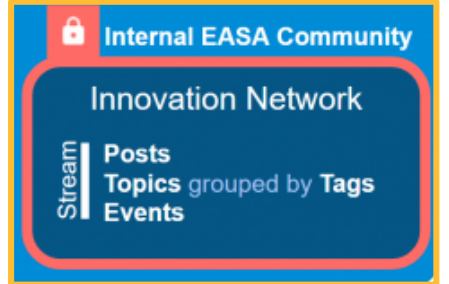 Internal EASA Community
Innovation Network
Stream
Posts
Topics grouped by Tags
Events